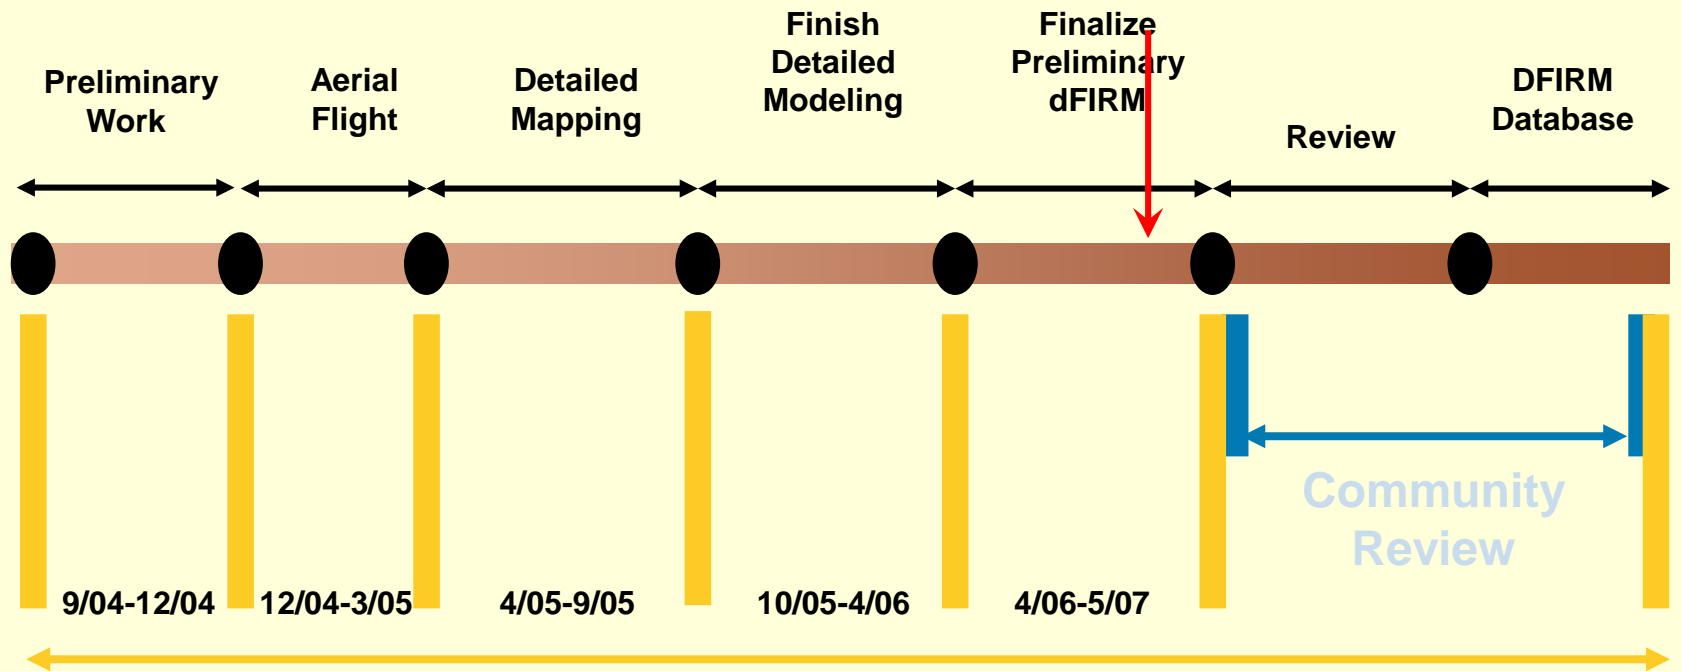 Preliminary
Work
Aerial
Flight
Detailed
Mapping
Finish
Detailed
Modeling
Finalize
Preliminary
dFIRM
Review
DFIRM
Database
Community
Review
9/04-12/04
12/04-3/05
4/05-9/05
10/05-4/06
4/06-5/07